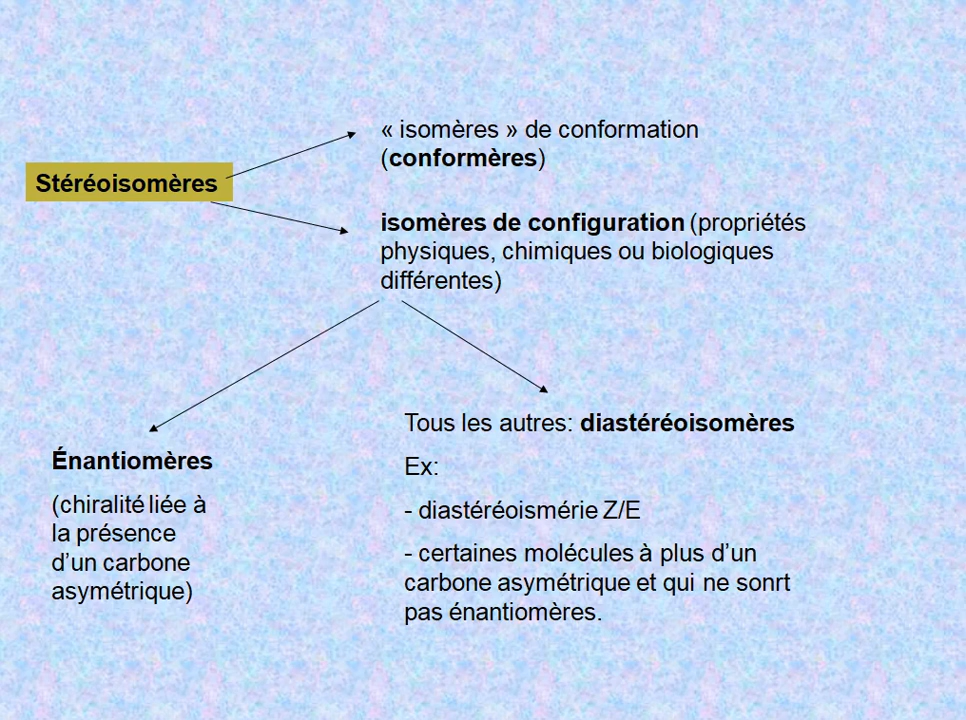 « isomères » de conformation
(conformères)
Stéréoisomères
isomères de configuration (propriétés
physiques, chimiques ou biologiques
différentes)
Tous les autres: diastéréoisomères
Ex:
- diastéréoismérie Z/E
- certaines molécules à plus d’un
carbone asymétrique et qui ne sonrt
pas énantiomères.
Énantiomères
(chiralité liée à
la présence
d’un carbone
asymétrique)